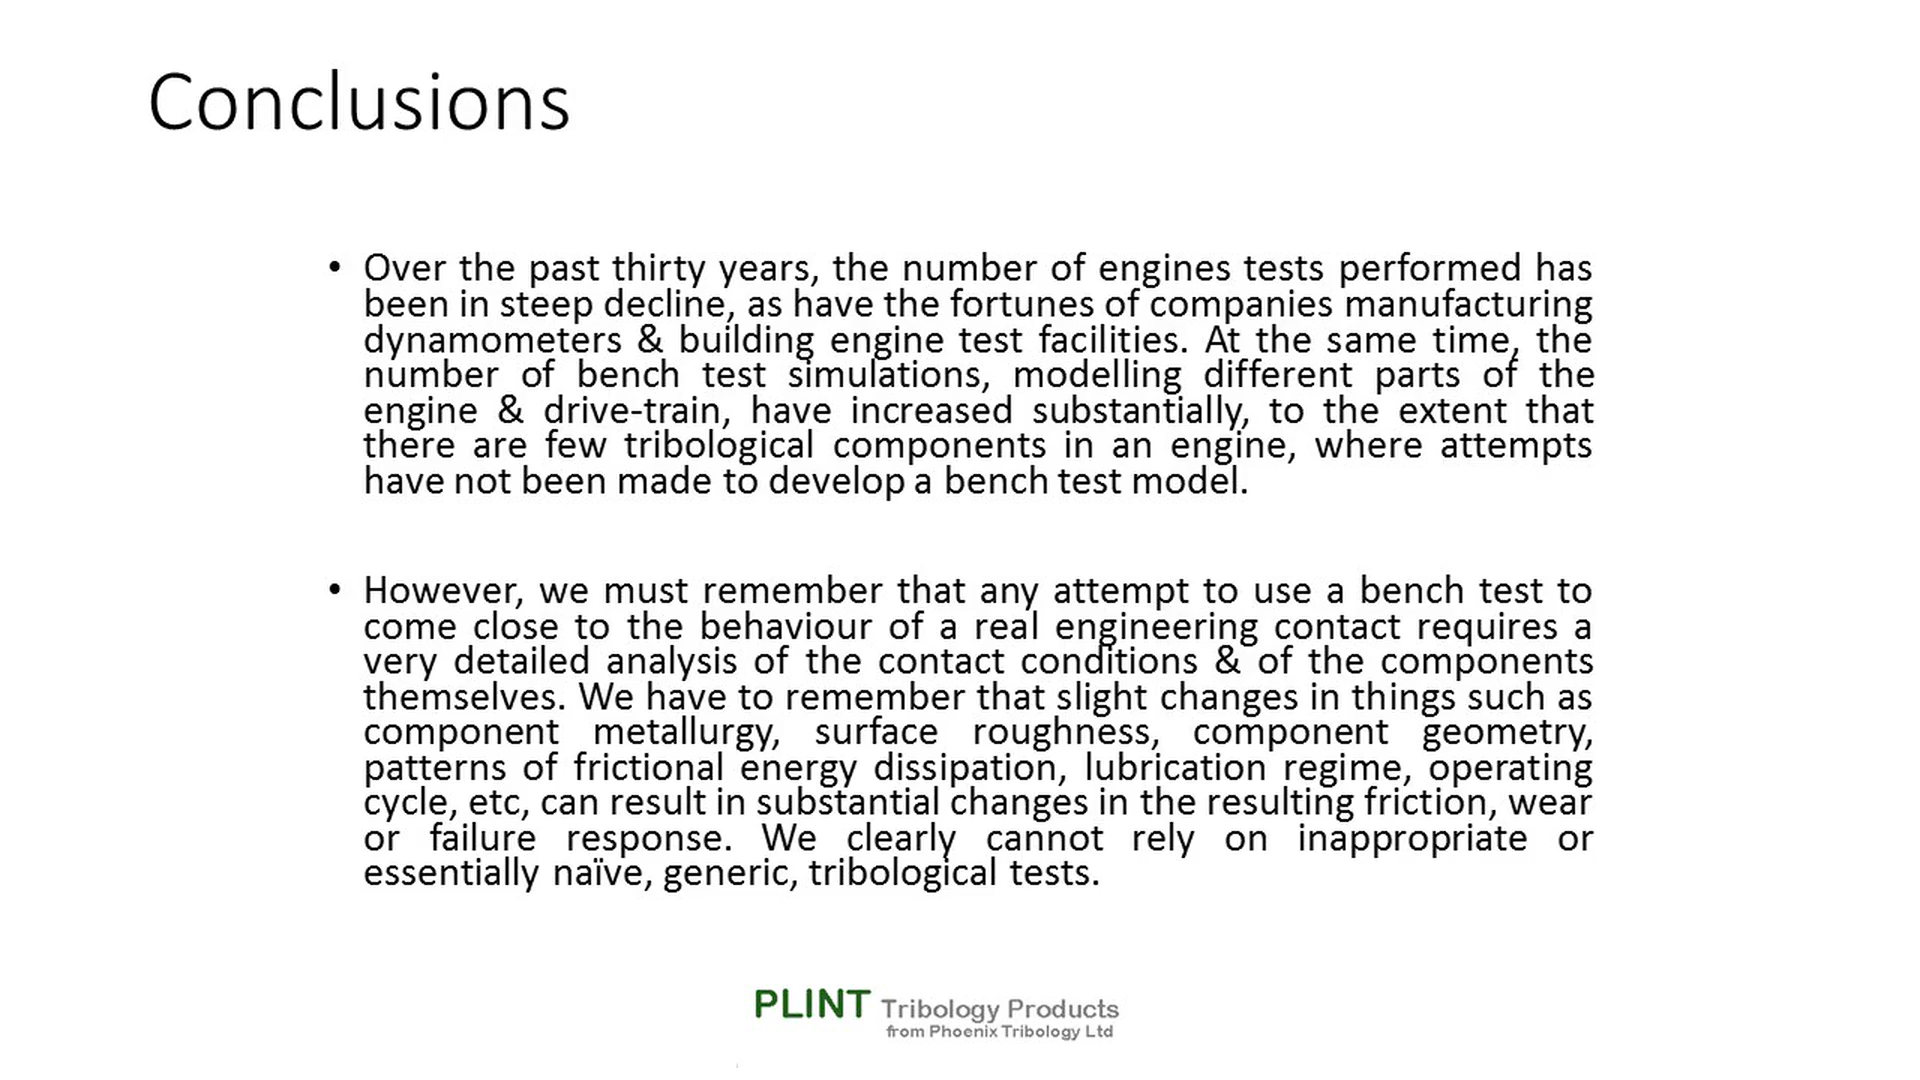 Conclusions
• Over the past thirty years, the number of engines tests performed has
been in steep decline, as have the fortunes of companies manufacturing
dynamometers & building engine test facilities. At the same time, the
number of bench test simulations, modelling different parts of the
engine & drive-train, have increased substantially, to the extent that
there are few tribological components in an engine, where attempts
have not been made to develop a bench test model.
• However, we must remember that any attempt to use a bench test to
come close to the behaviour of a real engineering contact requires a
very detailed analysis of the contact conditions & of the components
themselves. We have to remember that slight changes in things such as
component metallurgy, surface roughness, component geometry,
patterns of frictional energy dissipation, lubrication regime, operating
cycle, etc, can result in substantial changes in the resulting friction, wear
or failure response. We clearly cannot rely on inappropriate or
essentially naïve, generic, tribological tests.
PLINT Tribology Products
from Phoenix Tribology Ltd